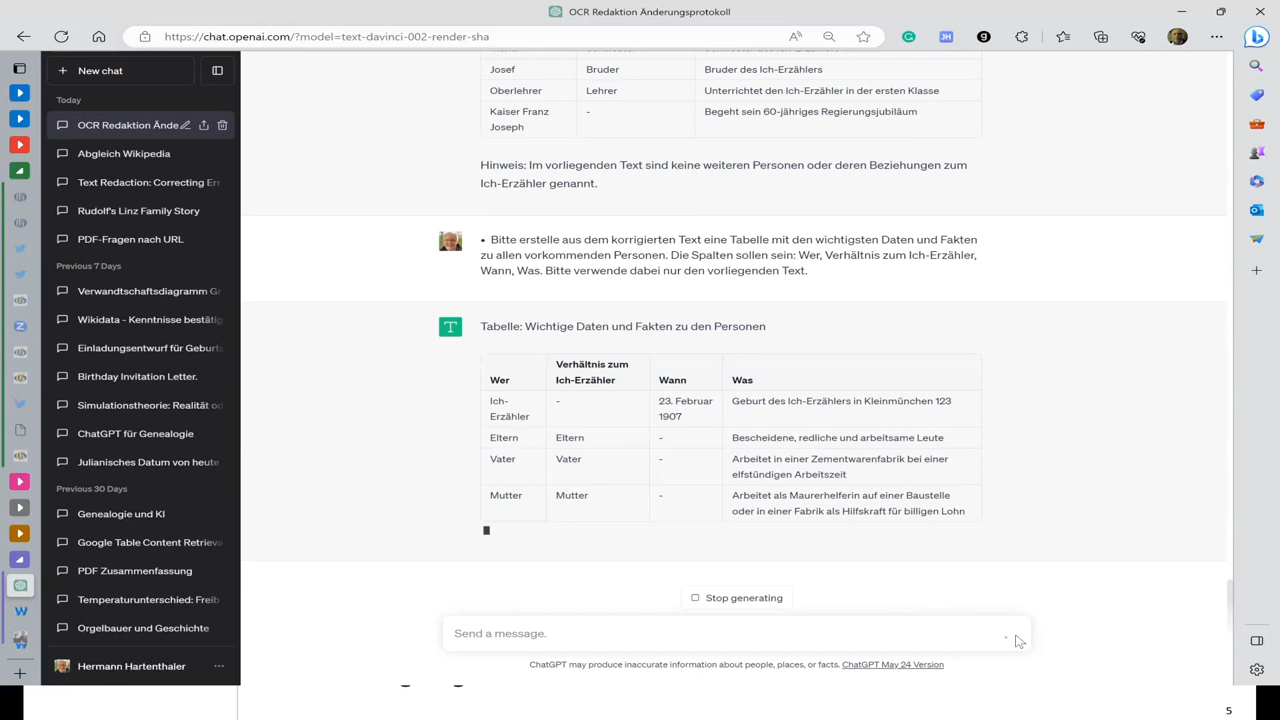 OCR Redaktion Änderungsprotokoll
https://chat.openai.com/?model=text-davinci-002-render-sha
New chat
Today
OCR Redaktion Ände
Abgleich Wikipedia
Text Redaction: Correcting Err
Rudolf's Linz Family Story
PDF-Fragen nach URL
Previous 7 Days
Verwandtschaftsdiagramm Gr
Wikidata - Kenntnisse bestätig
Einladungsentwurf für Geburts
Birthday Invitation Letter.
Simulationstheorie: Realität od
ChatGPT für Genealogie
Julianisches Datum von heute
Previous 30 Days
Genealogie und KI
Google Table Content Retrieva
PDF Zusammenfassung
Temperaturunterschied: Freib
Orgelbauer und Geschichte
Hermann Hartenthaler
Josef Bruder Bruder des Ich-Erzählers
Oberlehrer Lehrer Unterrichtet den Ich-Erzähler in der ersten Klasse
Kaiser Franz - Begeht sein 60-jähriges Regierungsjubiläum
Joseph
Hinweis: Im vorliegenden Text sind keine weiteren Personen oder deren Beziehungen zum
Ich-Erzähler genannt.
• Bitte erstelle aus dem korrigierten Text eine Tabelle mit den wichtigsten Daten und Fakten
zu allen vorkommenden Personen. Die Spalten sollen sein: Wer, Verhältnis zum Ich-Erzähler,
Wann, Was. Bitte verwende dabei nur den vorliegenden Text.
Tabelle: Wichtige Daten und Fakten zu den Personen
Verhältnis zum
Wer Ich-Erzähler Wann Was
Ich- - 23. Februar Geburt des Ich-Erzählers in Kleinmünchen 123
Erzähler 1907
Eltern Eltern - Bescheidene, redliche und arbeitsame Leute
Vater Vater - Arbeitet in einer Zementwarenfabrik bei einer
elfstündigen Arbeitszeit
Mutter Mutter - Arbeitet als Maurerhelferin auf einer Baustelle
oder in einer Fabrik als Hilfskraft für billigen Lohn
Stop generating
Send a message.
ChatGPT may produce inaccurate information about people, places, or facts. ChatGPT May 24 Version
5